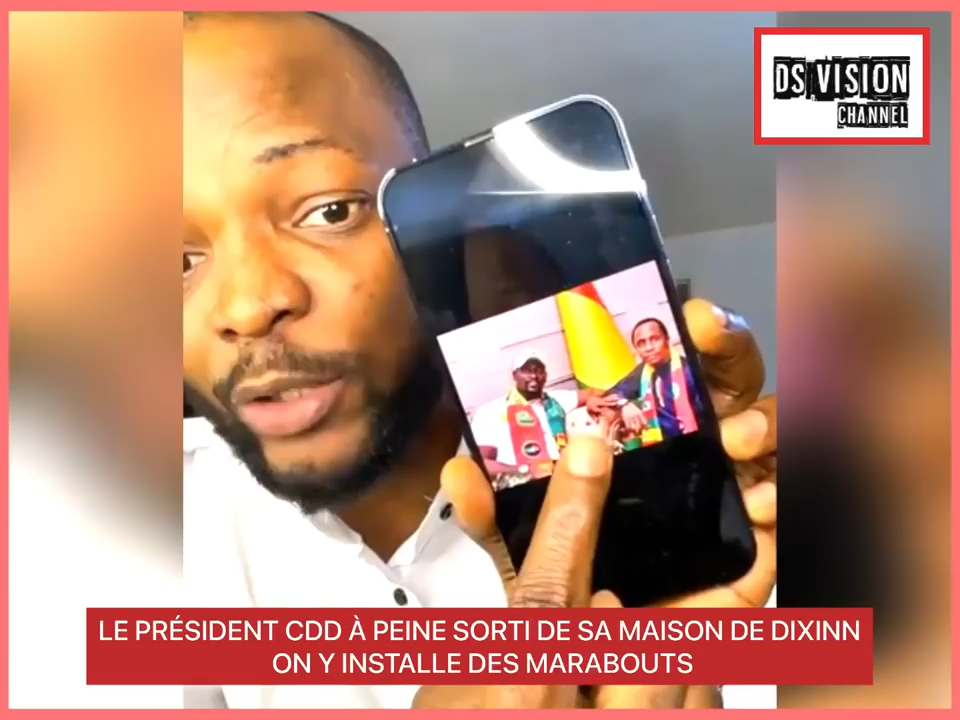 DS VISION
CHANNEL
LE PRÉSIDENT CDD À PEINE SORTI DE SA MAISON DE DIXINN
ON Y INSTALLE DES MARABOUTS